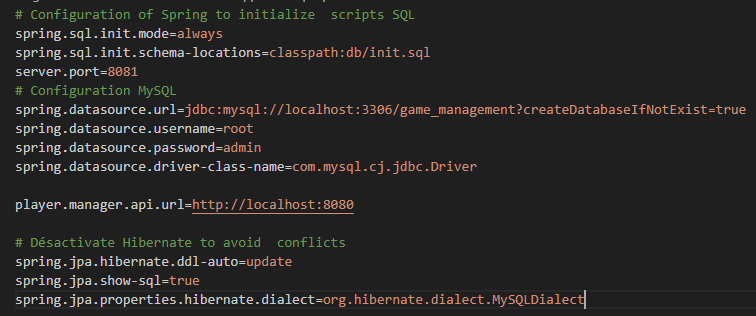 # Configuration of Spring to initialize  scripts SQL
spring.sql.init.mode=always
spring.sql.init.schema-locations=classpath:db/init.sql
server.port=8081
# Configuration MySQL
spring.datasource.url=jdbc:mysql://localhost:3306/game_management?createDatabaseIfNotExist=true
spring.datasource.username=root
spring.datasource.password=admin
spring.datasource.driver-class-name=com.mysql.cj.jdbc.Driver
player.manager.api.url=http://localhost:8080
# Désactivate Hibernate to avoid  conflicts
spring.jpa.hibernate.ddl-auto=update
spring.jpa.show-sql=true
spring.jpa.properties.hibernate.dialect=org.hibernate.dialect.MySQLDialect